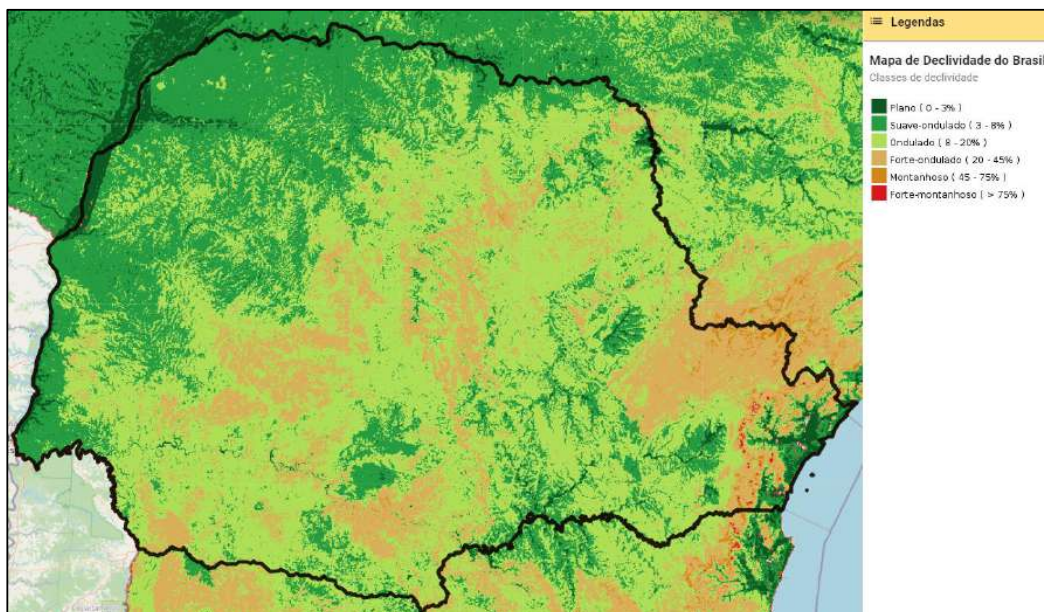 Legendas
Mapa de Declividade do Brasil
Classes de declividade
Plano ( 0 - 3% )
Suave-ondulado ( 3 - 8% )
Ondulado ( 8 - 20% )
Forte-ondulado ( 20 - 45% )
Montanhoso ( 45 - 75% )
Forte-montanhoso ( > 75% )